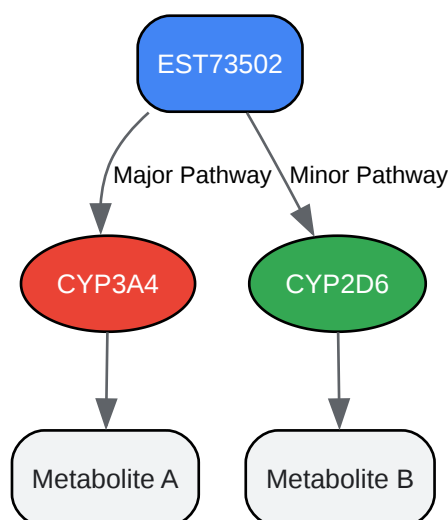 EST73502
Major Pathway
Minor Pathway
CYP3A4
CYP2D6
Metabolite A
Metabolite B